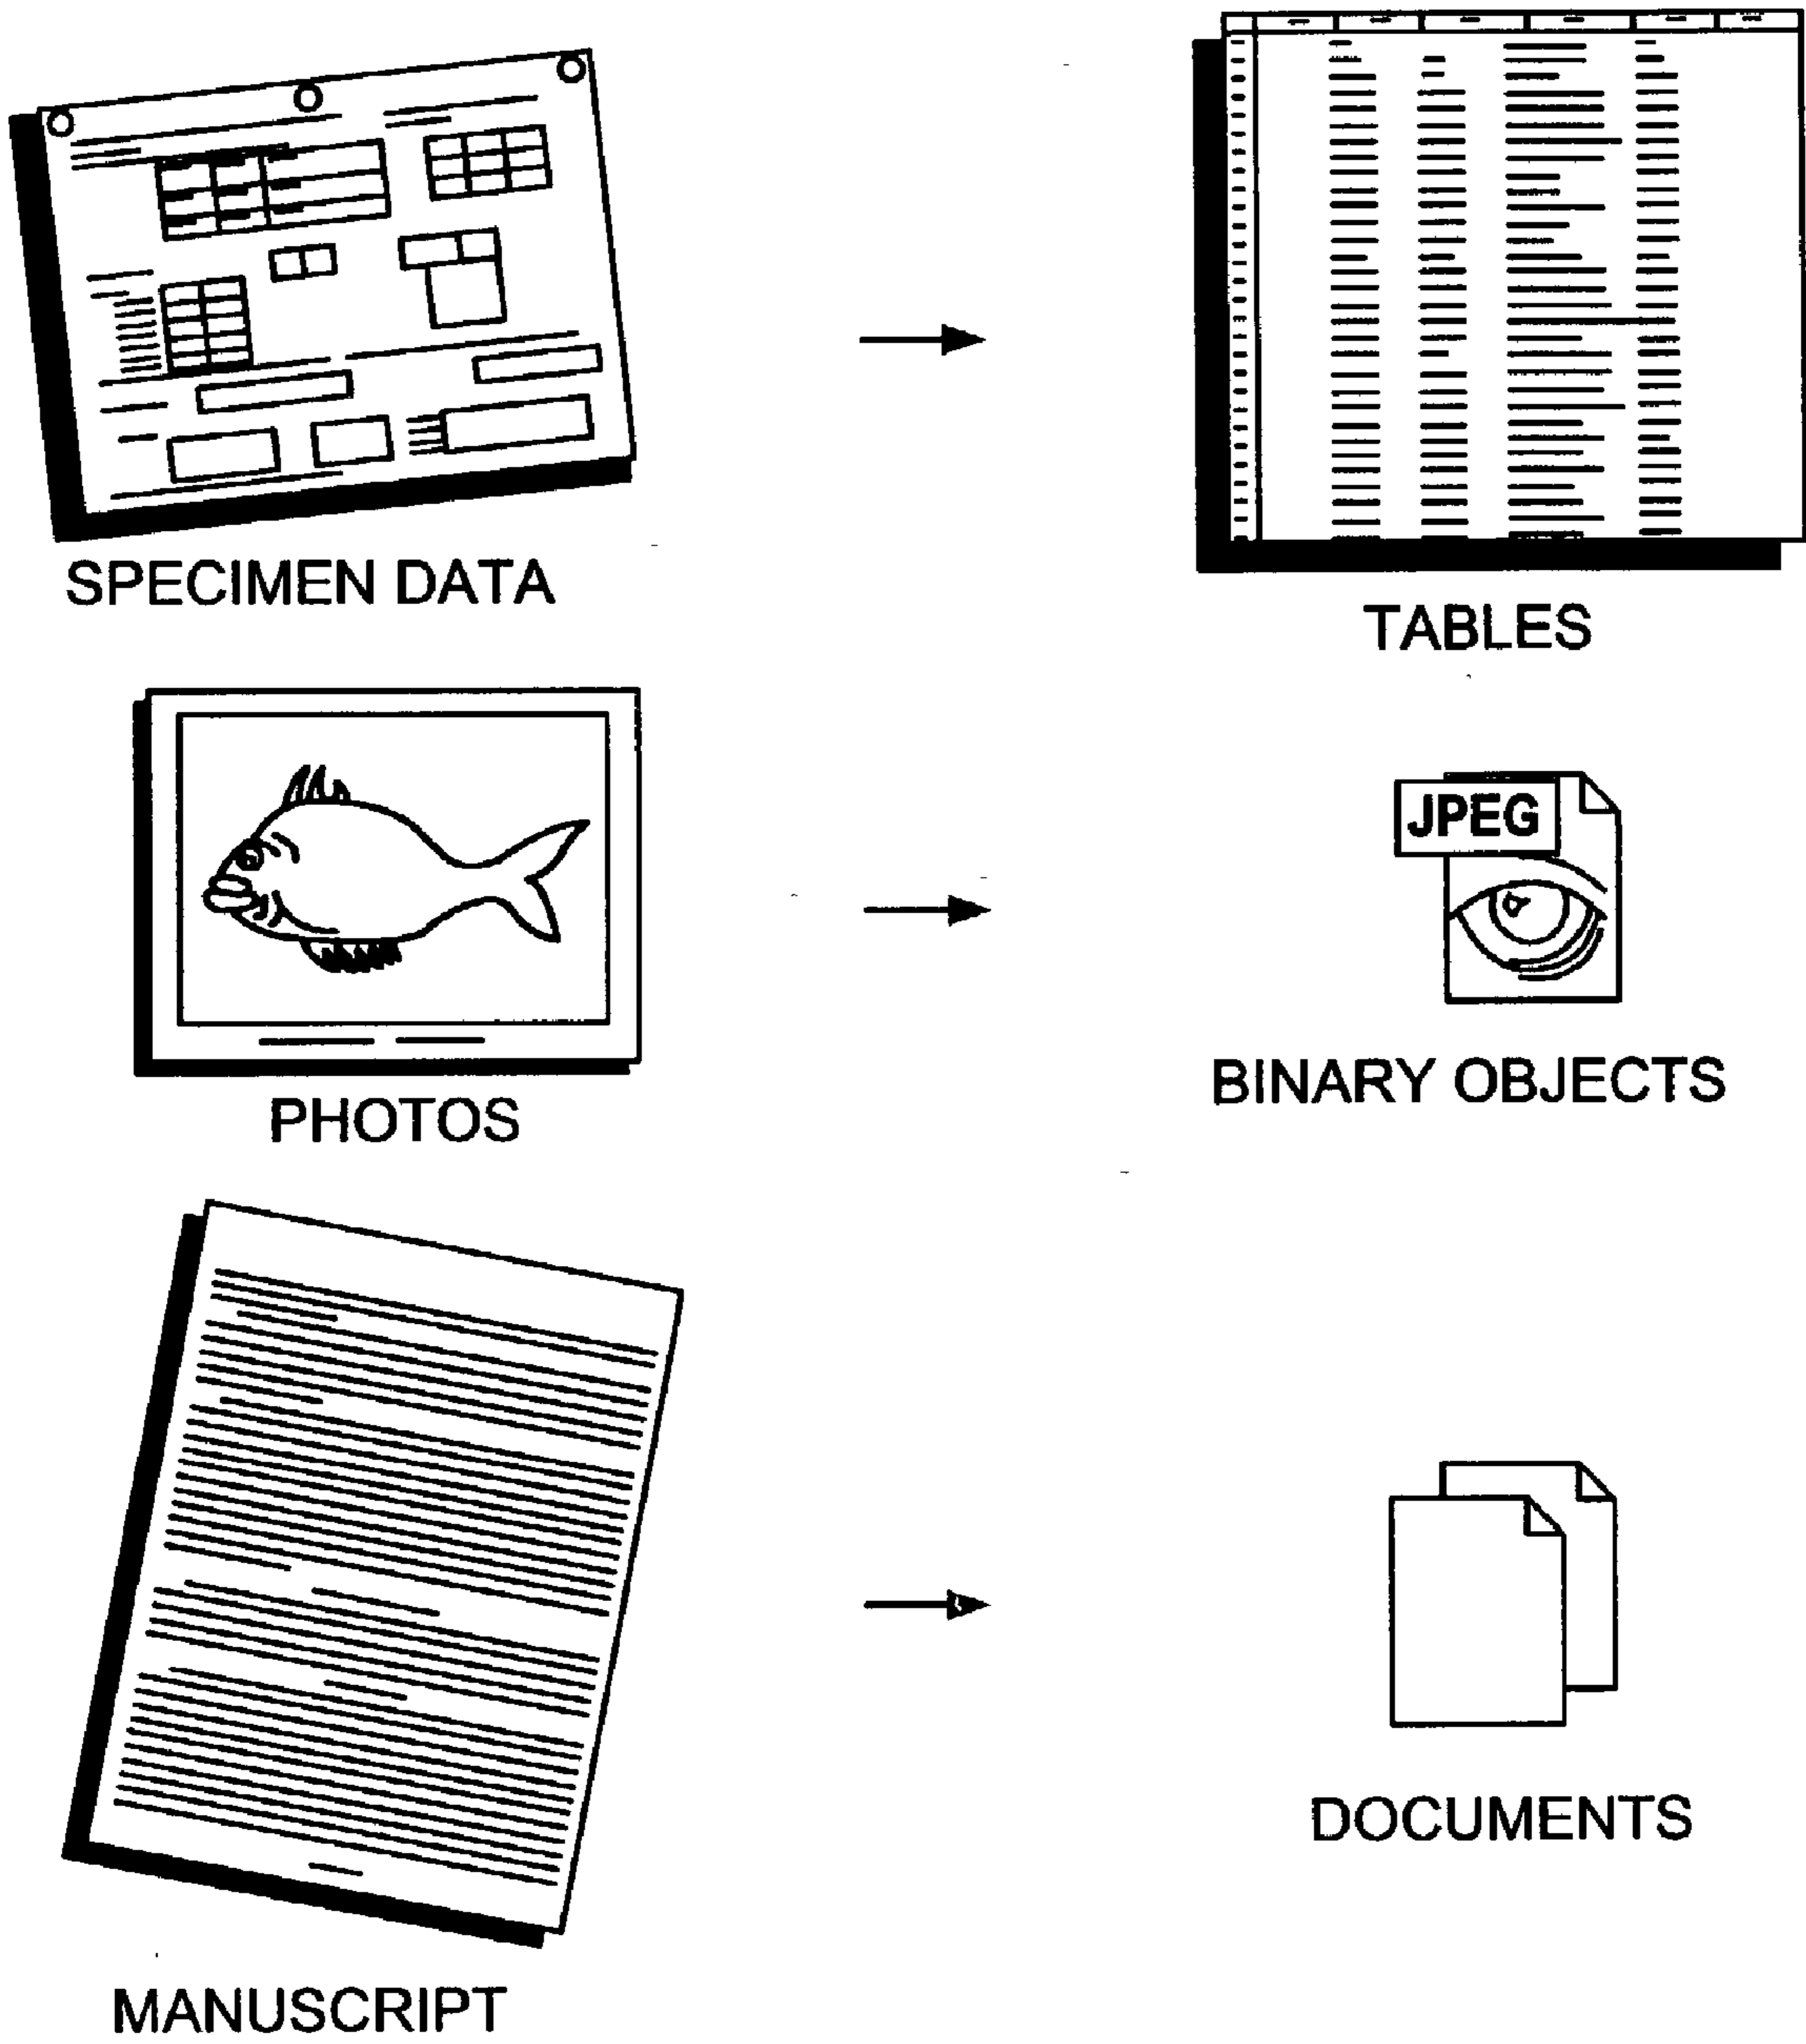 SPECIMEN DATA
TABLES
JPEG
PHOTOS
BINARY OBJECTS
MANUSCRIPT
DOCUMENTS